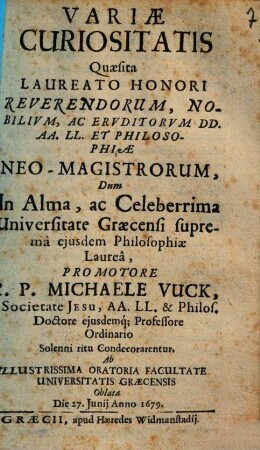 7
VARIÆ
CURIOSITATIS
Quæsita
LAUREATO HONORI
REVERENDORUM, NO-
BILIVM, AC ERVDITORVM DD.
AA. LL. ET PHILOSO-
PHIÆ
NEO-MAGISTRORUM,
Dum
In Alma, ac Celeberrima
Universitate Græcensi supre-
mâ ejusdem Philosophiæ
Laureâ,
PROMOTORE
R. P. MICHAELE VUCK,
Societate JESU, AA. LL. & Philos.
Doctore ejusdemq; Professore
Ordinario
Solenni ritu Condecorarentur,
Ab
ILLUSTRISSIMA ORATORIA FACULTATE
UNIVERSITATIS GRÆCENSIS
Oblata
Die 27. Junij Anno 1679.
GRÆCII, apud Hæredes Widmanstadij.